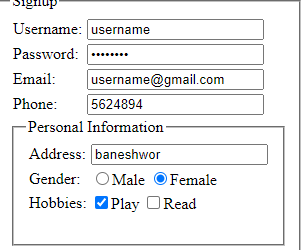 Signup
Username: username
Password: ••••••••
Email: username@gmail.com
Phone: 5624894
Personal Information
Address: baneshwor
Gender: Male Female
Hobbies: Play Read